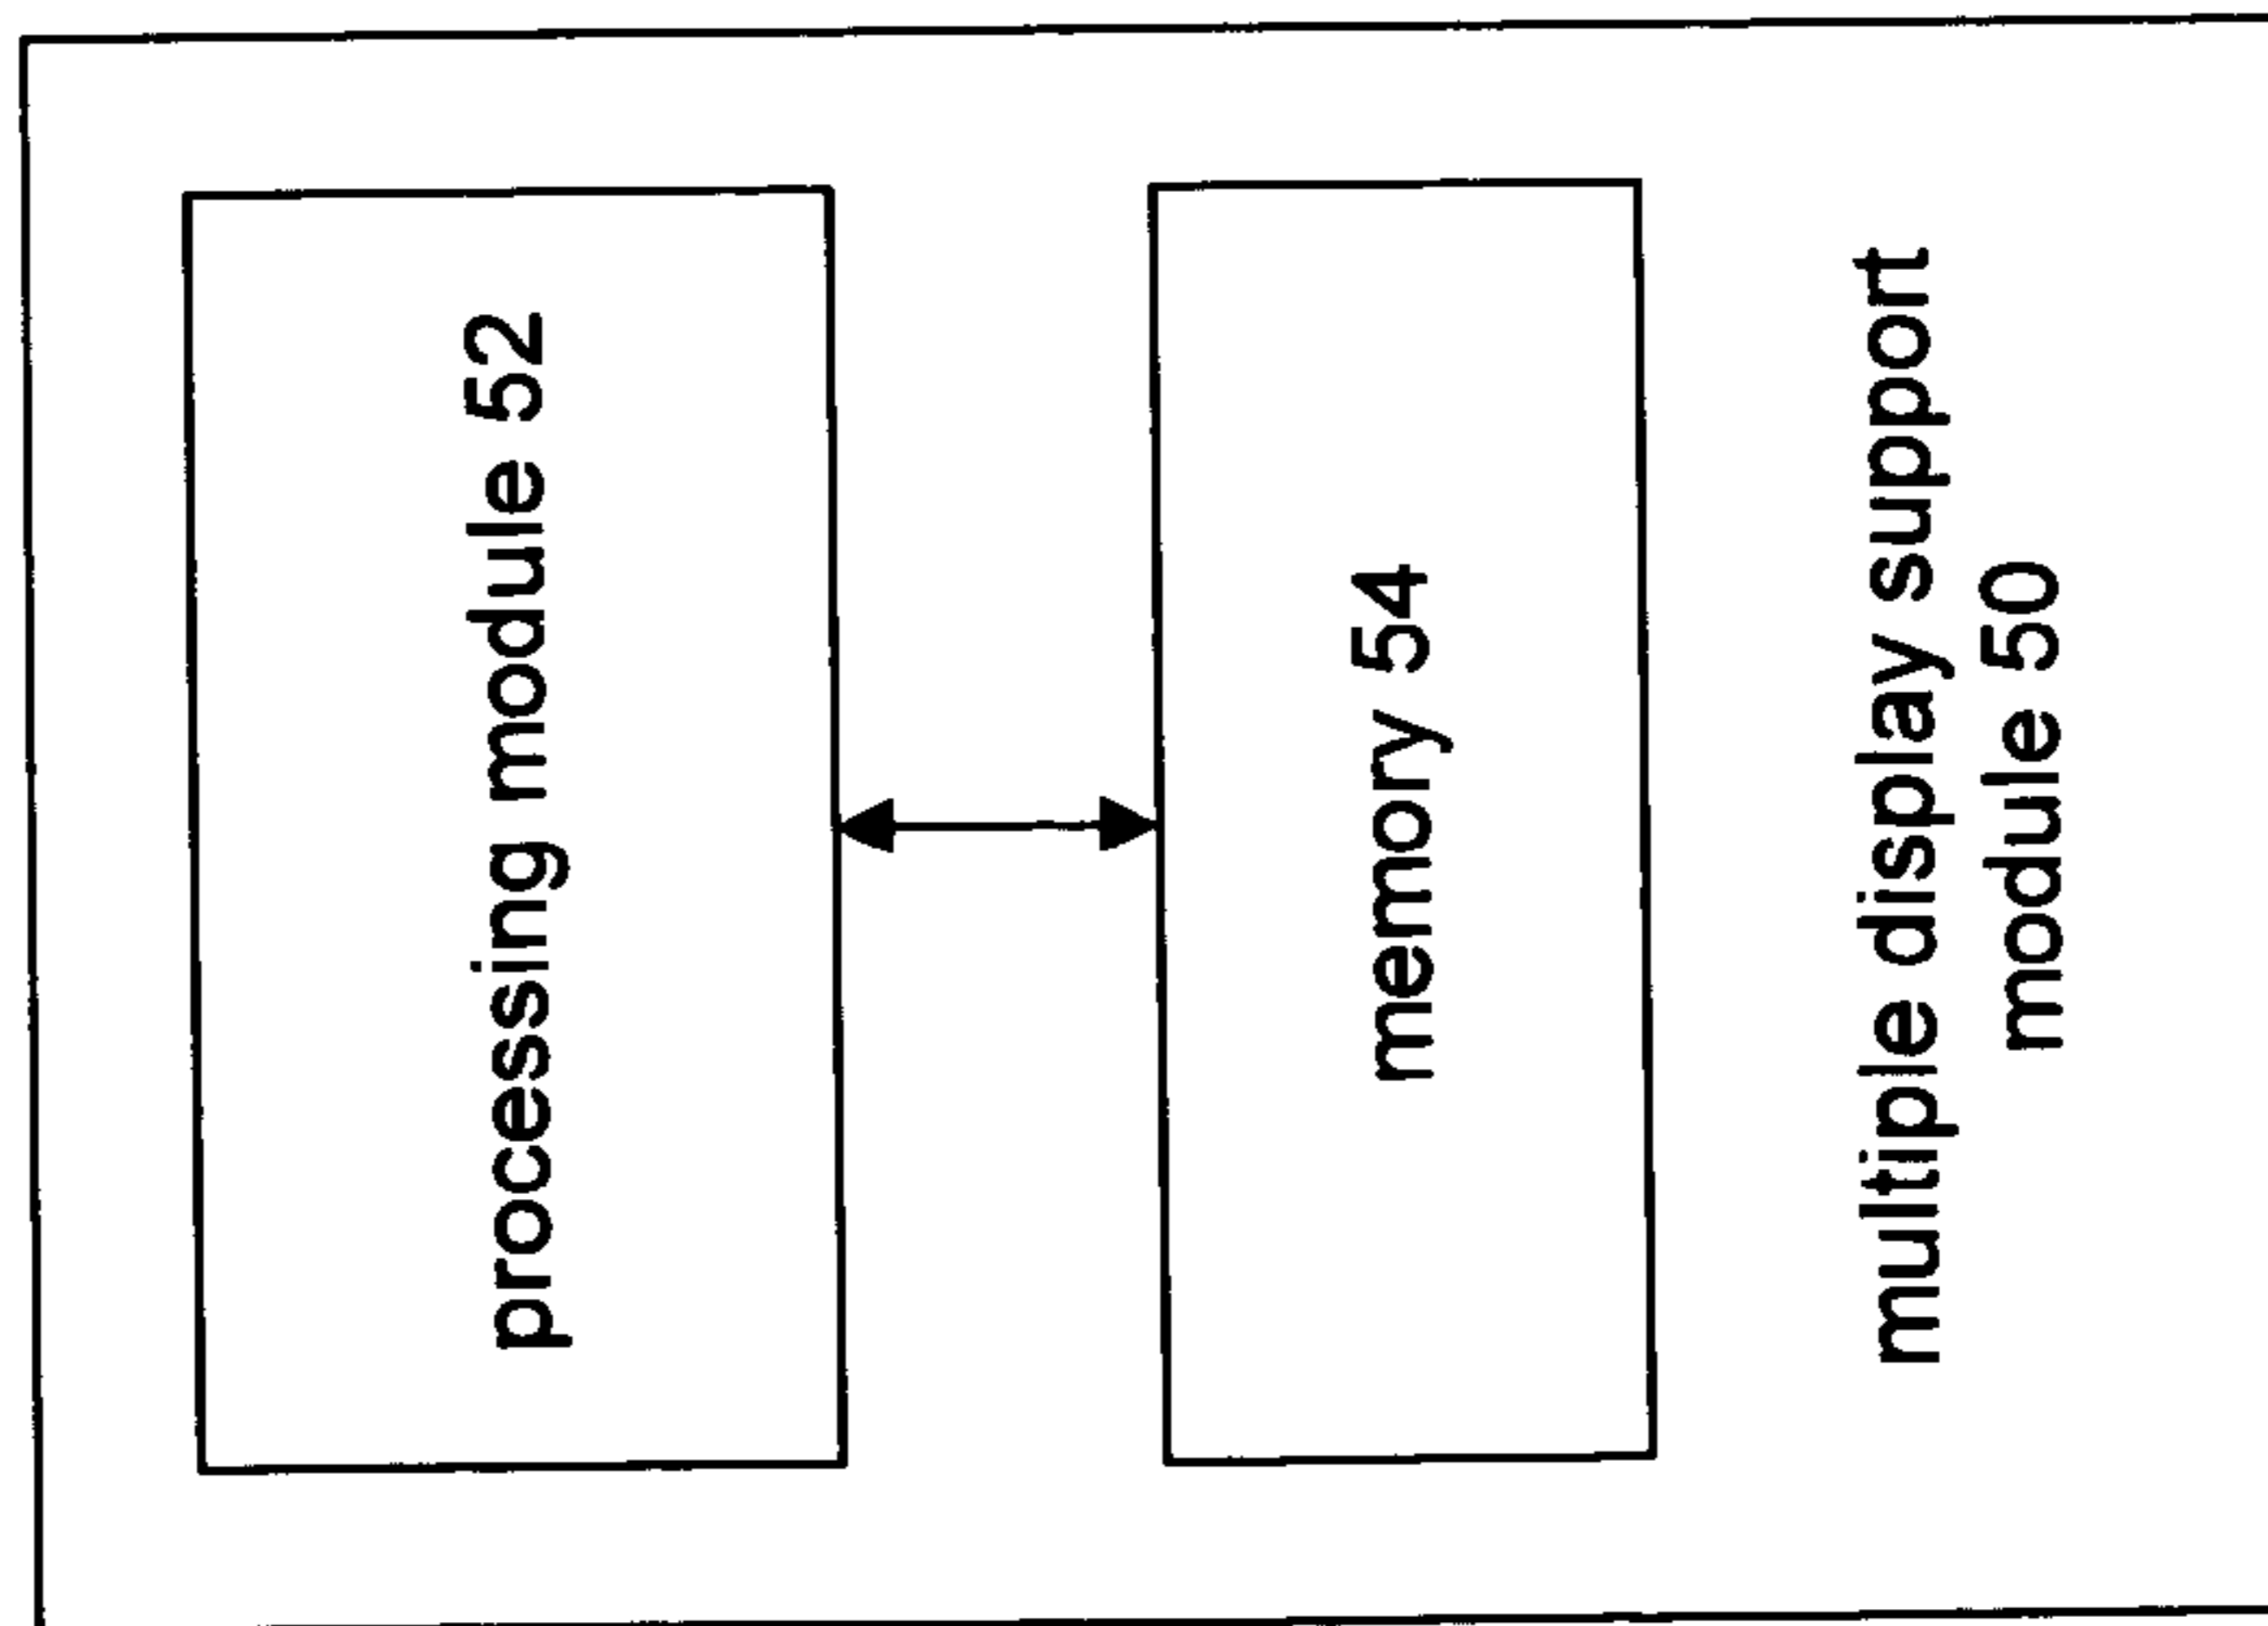 processing module 52
memory 54
multiple display support
module 50